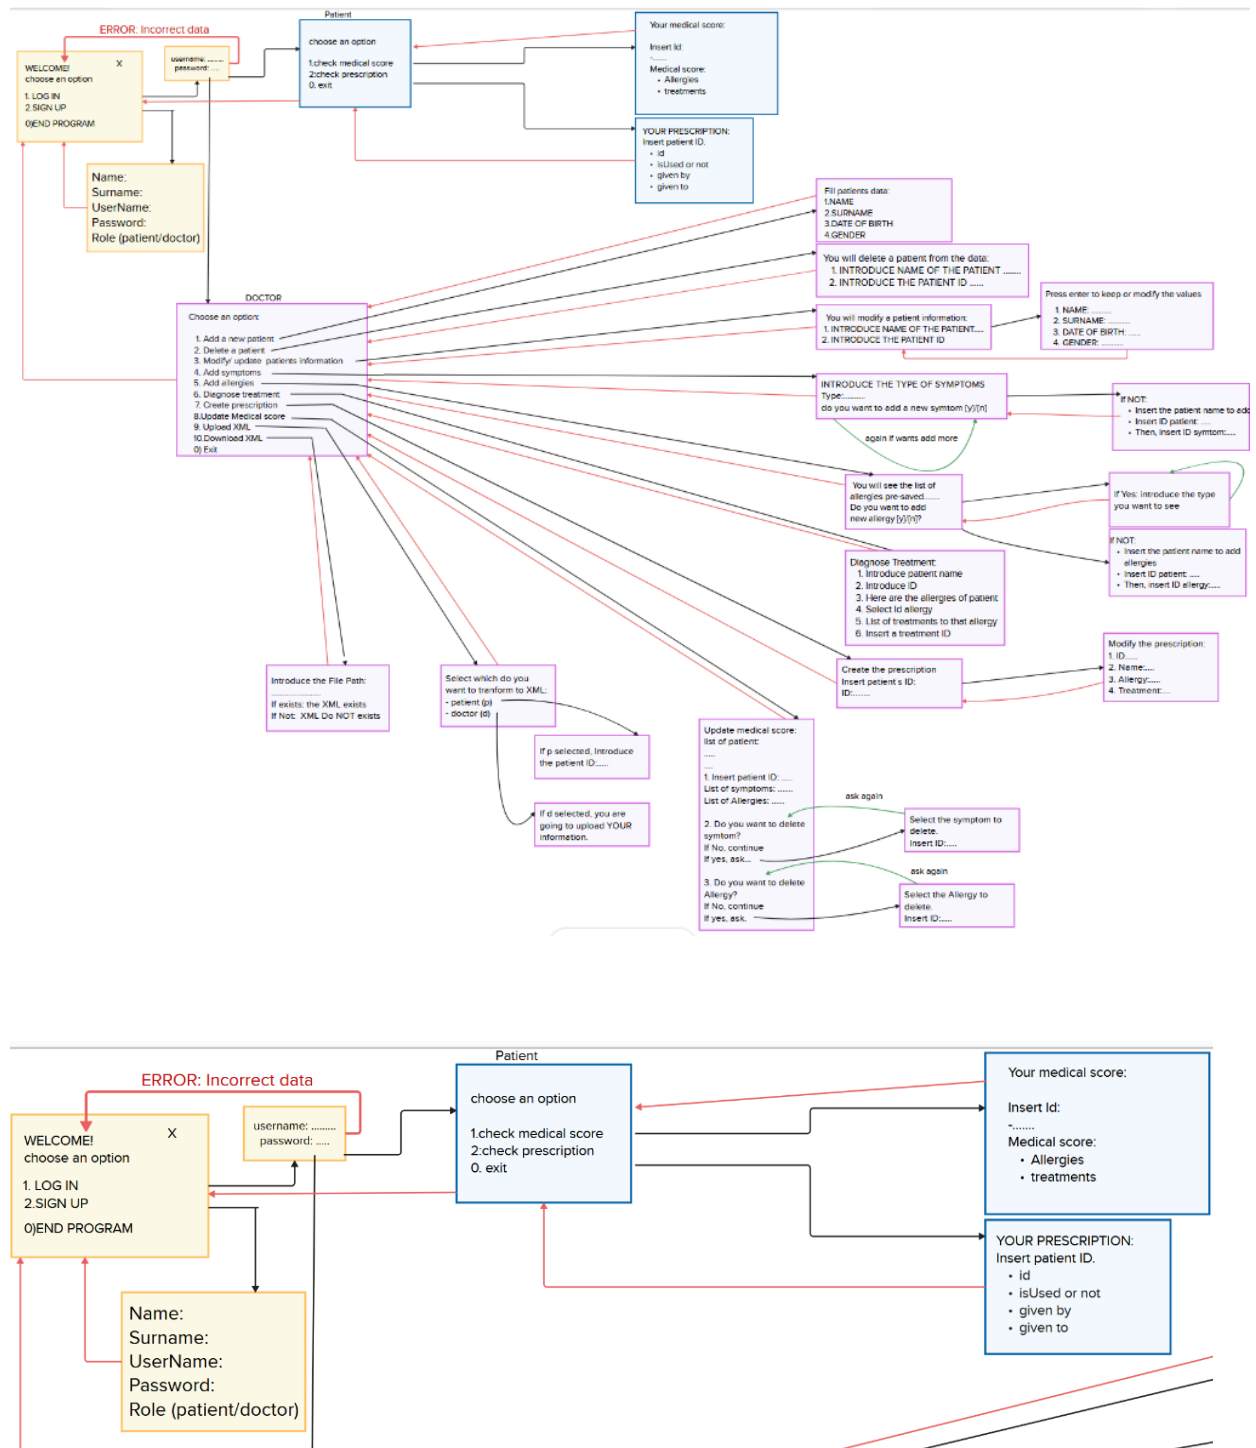 Patient
ERROR: Incorrect data
WELCOME!
X
choose an option
1. LOG IN
2.SIGN UP
0)END PROGRAM
username: .........
password: .....
choose an option
1.check medical score
2:check prescription
0. exit
Your medical score:
Insert Id:
-.......
Medical score:
• Allergies
• treatments
YOUR PRESCRIPTION:
Insert patient ID.
• id
• isUsed or not
• given by
• given to
Name:
Surname:
UserName:
Password:
Role (patient/doctor)
DOCTOR
Choose an option:
1. Add a new patient
2. Delete a patient
3. Modify/ update patients information
4. Add symptoms
5. Add allergies
6. Diagnose treatment
7. Create prescription
8.Update Medical score
9. Upload XML
10.Download XML
0) Exit
Fill patients data:
1.NAME
2.SURNAME
3.DATE OF BIRTH
4.GENDER
You will delete a patient from the data:
1. INTRODUCE NAME OF THE PATIENT ........
2. INTRODUCE THE PATIENT ID ......
You will modify a patient information:
1. INTRODUCE NAME OF THE PATIENT.....
2. INTRODUCE THE PATIENT ID
Press enter to keep or modify the values
1. NAME: .........
2. SURNAME: ..........
3. DATE OF BIRTH: .....
4. GENDER: ..........
INTRODUCE THE TYPE OF SYMPTOMS
Type:..........
do you want to add a new symtom [y]/[n]
again if wants add more
If NOT:
• Insert the patient name to add
• Insert ID patient: .....
• Then, insert ID symtom:.....
You will see the list of
allergies pre-saved.......
Do you want to add
new allergy [y]/[n]?
If Yes: introduce the type
you want to see
If NOT:
• Insert the patient name to add
allergies
• Insert ID patient: .....
• Then, insert ID allergy:.....
Diagnose Treatment:
1. Introduce patient name
2. Introduce ID
3. Here are the allergies of patient
4. Select Id allergy
5. List of treatments to that allergy
6. Insert a treatment ID
Create the prescription
Insert patient s ID:
ID:........
Modify the prescription:
1. ID......
2. Name:....
3. Allergy:......
4. Treatment:....
Introduce the File Path:
......................
If exists: the XML exists
If Not: XML Do NOT exists
Select which do you
want to tranform to XML:
- patient (p)
- doctor (d)
If p selected, Introduce
the patient ID:.....
If d selected, you are
going to upload YOUR
information.
Update medical score:
list of patient:
.....
....
1. Insert patient ID: .....
List of symptoms: .......
List of Allergies: ......
2. Do you want to delete
symtom?
If No, continue
If yes, ask...
3. Do you want to delete
Allergy?
If No, continue
If yes, ask.
ask again
Select the symptom to
delete.
Insert ID:.....
ask again
Select the Allergy to
delete.
Insert ID:.....
Patient
ERROR: Incorrect data
WELCOME!
X
choose an option
1. LOG IN
2.SIGN UP
0)END PROGRAM
username: .........
password: .....
choose an option
1.check medical score
2:check prescription
0. exit
Your medical score:
Insert Id:
-.......
Medical score:
• Allergies
• treatments
YOUR PRESCRIPTION:
Insert patient ID.
• id
• isUsed or not
• given by
• given to
Name:
Surname:
UserName:
Password:
Role (patient/doctor)